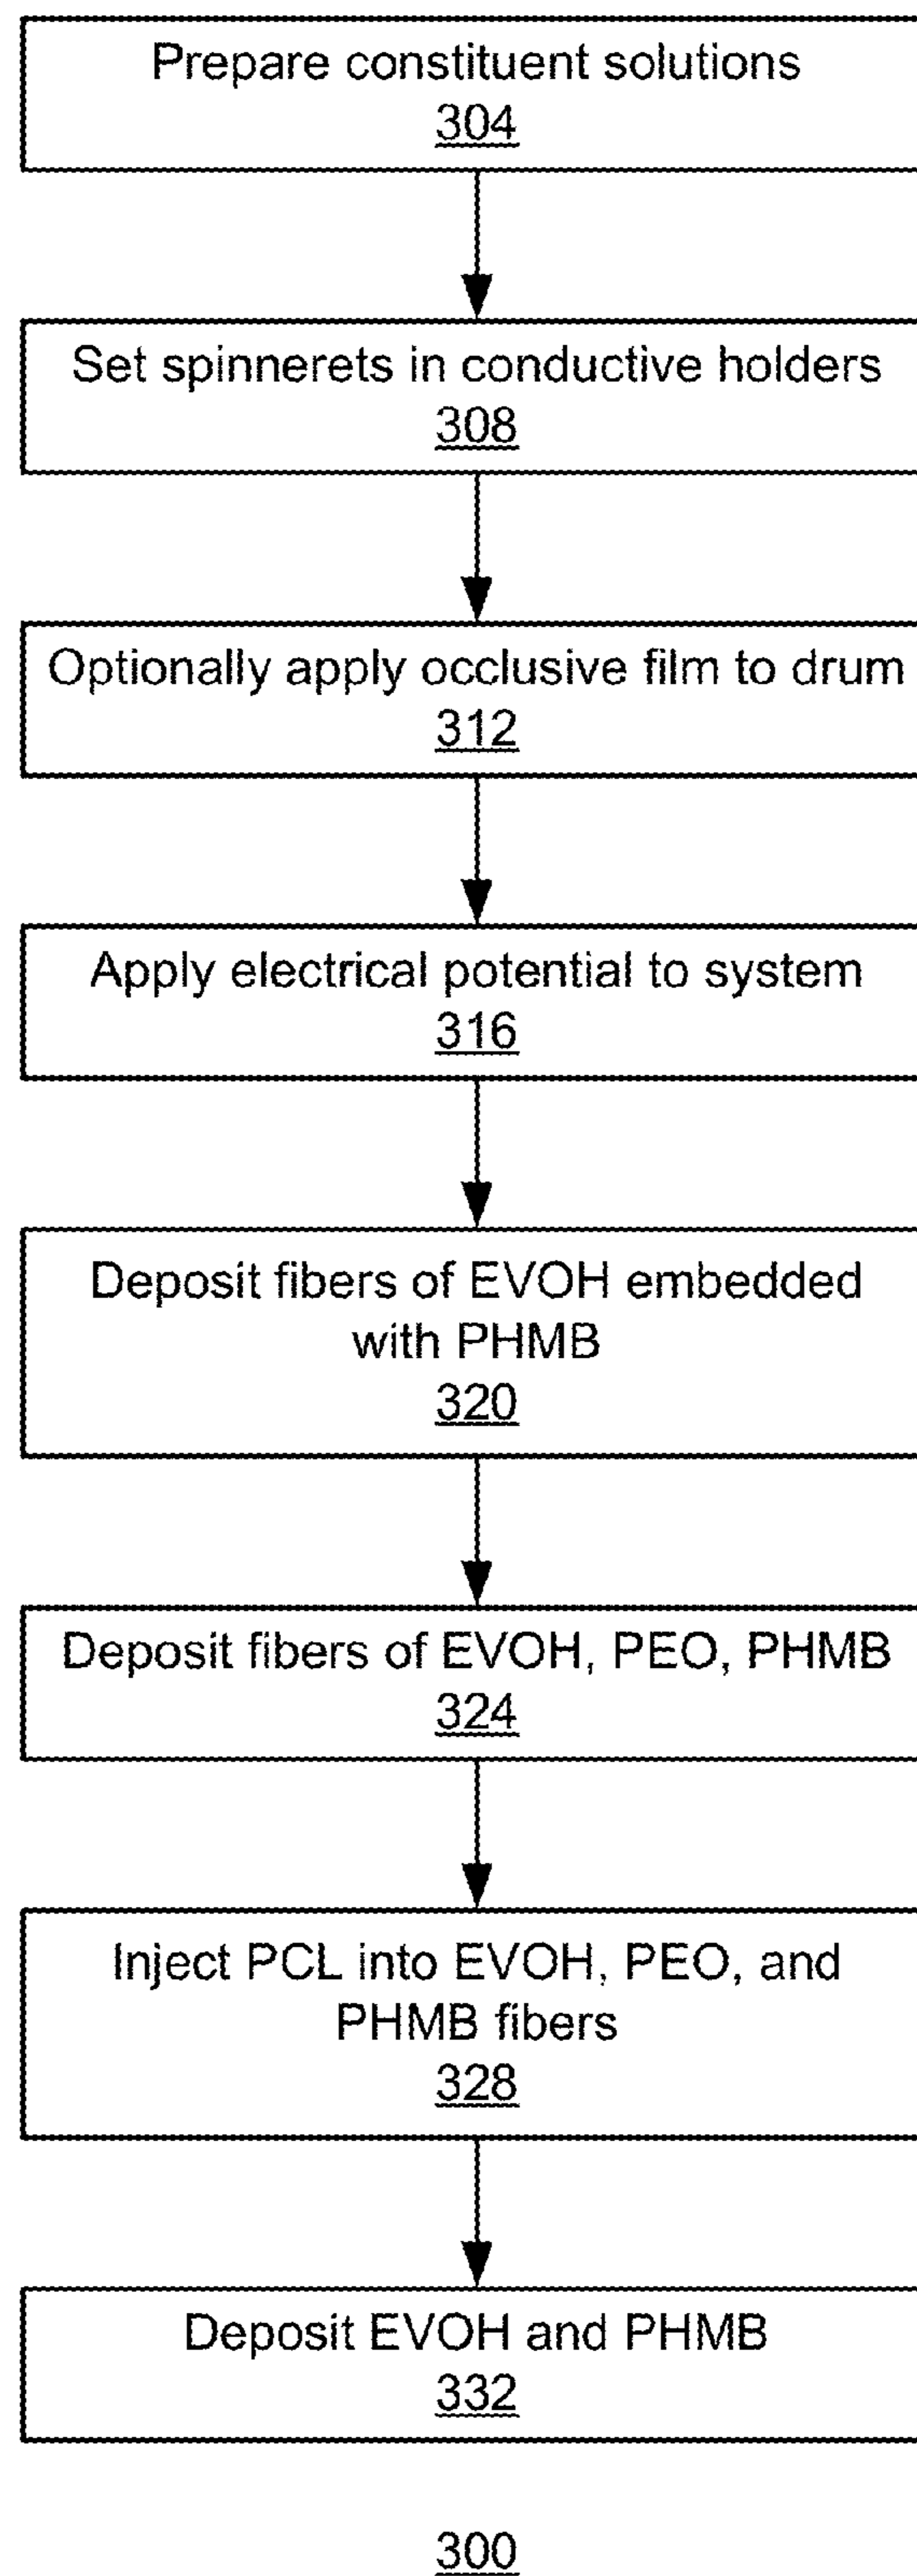 Prepare constituent solutions
304
Set spinnerets in conductive holders
308
Optionally apply occlusive film to drum
312
Apply electrical potential to system
316
Deposit fibers of EVOH embedded
with PHMB
320
Deposit fibers of EVOH, PEO, PHMB
324
Inject PCL into EVOH, PEO, and
PHMB fibers
328
Deposit EVOH and PHMB
332
300